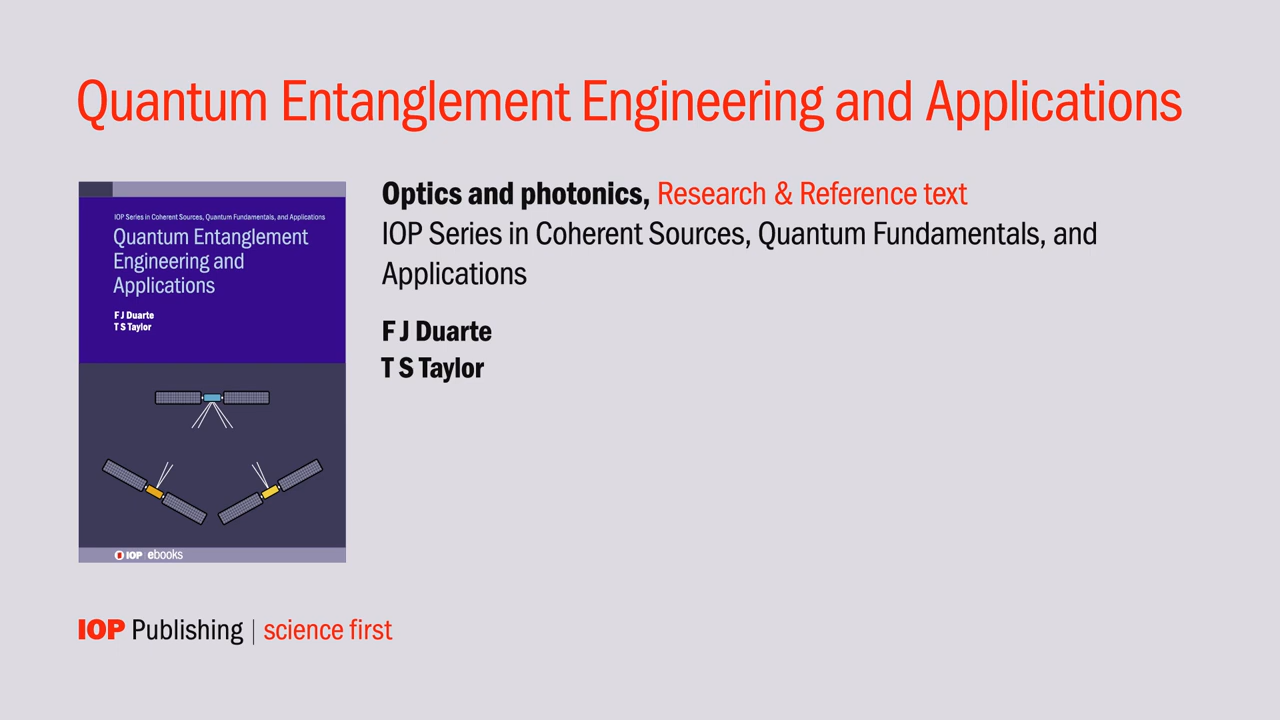 Quantum Entanglement Engineering and Applications
IOP Series in Coherent Sources, Quantum Fundamentals, and Applications
Quantum Entanglement
Engineering and
Applications
F J Duarte
T S Taylor
IOP ebooks
Optics and photonics, Research & Reference text
IOP Series in Coherent Sources, Quantum Fundamentals, and
Applications
F J Duarte
T S Taylor
IOP Publishing | science first